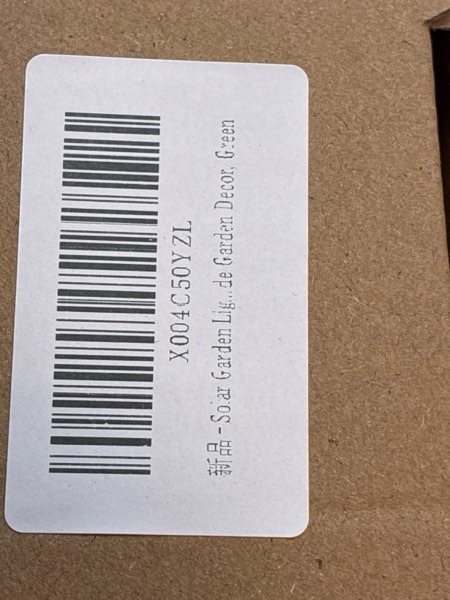 X004C50YZL
新品 - Solar Garden Lig...de Garden Decor, Green